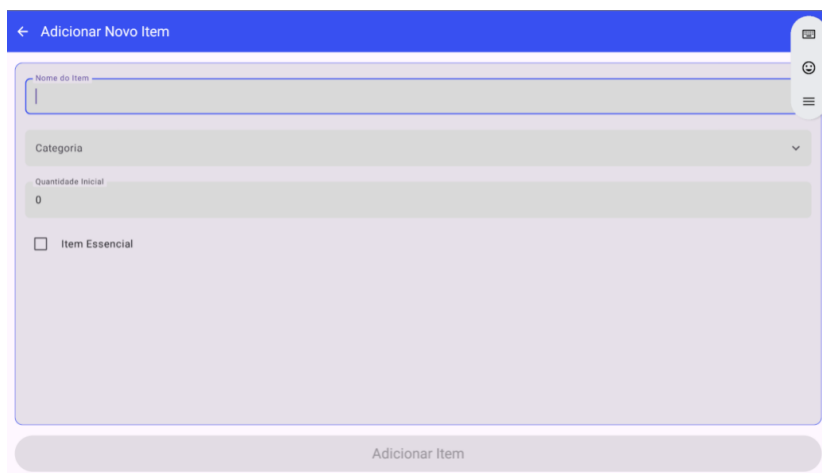 Adicionar Novo Item
Nome do Item
Categoria
Quantidade Inicial
0
Item Essencial
Adicionar Item